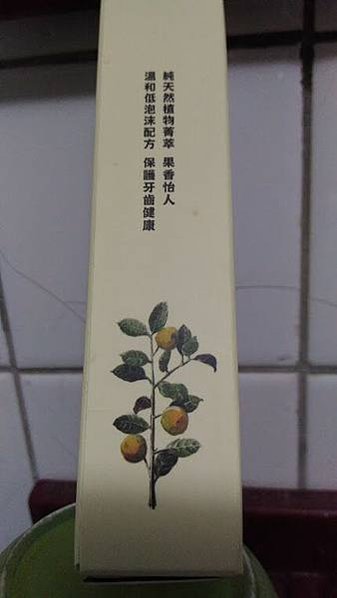 純天然植物菁萃 果香怡人
溫和低泡沫配方 保護牙齒健康